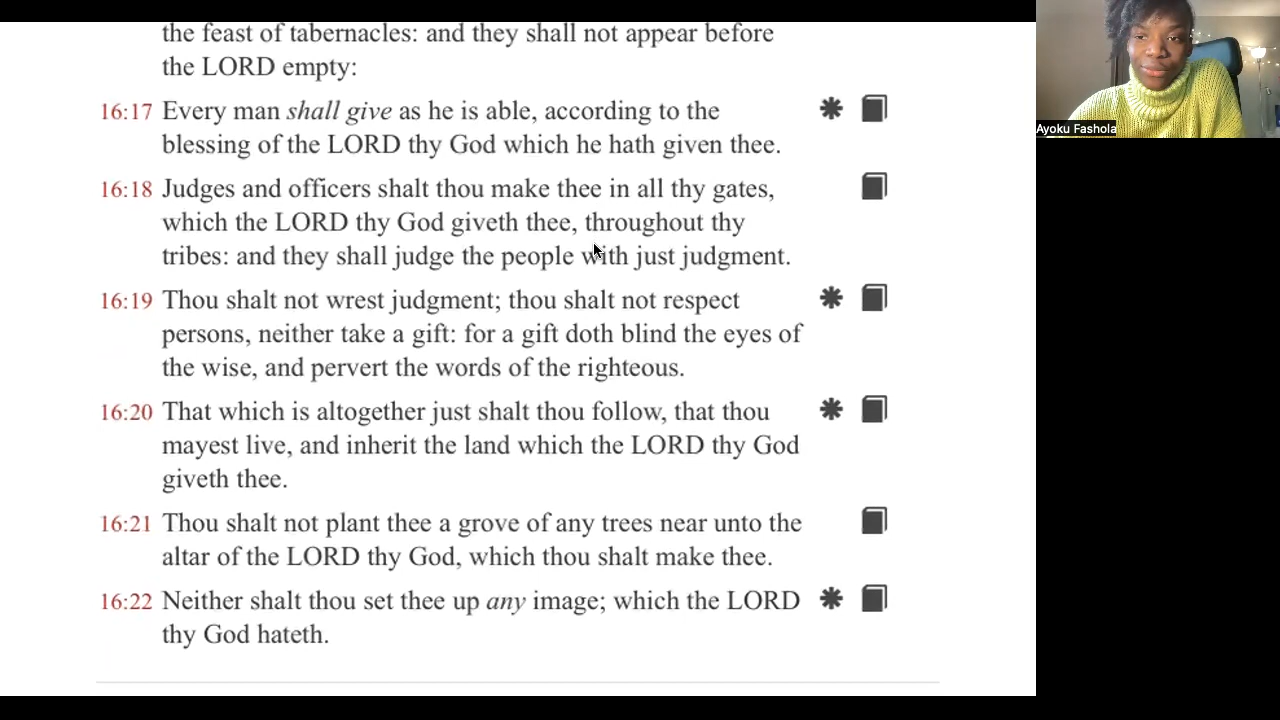 the feast of tabernacles: and they shall not appear before
the LORD empty:
16:17 Every man shall give as he is able, according to the
blessing of the LORD thy God which he hath given thee.
16:18 Judges and officers shalt thou make thee in all thy gates,
which the LORD thy God giveth thee, throughout thy
tribes: and they shall judge the people with just judgment.
16:19 Thou shalt not wrest judgment; thou shalt not respect
persons, neither take a gift: for a gift doth blind the eyes of
the wise, and pervert the words of the righteous.
16:20 That which is altogether just shalt thou follow, that thou
mayest live, and inherit the land which the LORD thy God
giveth thee.
16:21 Thou shalt not plant thee a grove of any trees near unto the
altar of the LORD thy God, which thou shalt make thee.
16:22 Neither shalt thou set thee up any image; which the LORD
thy God hateth.
Ayoku Fashola